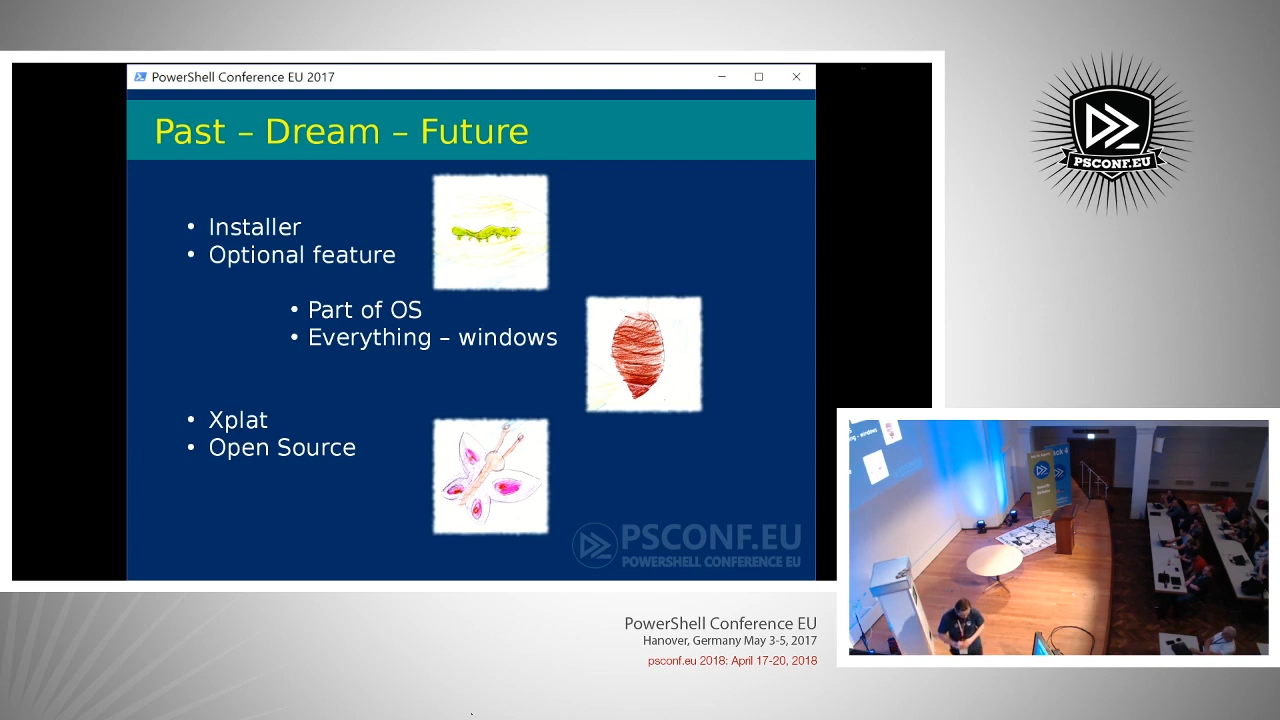 PowerShell Conference EU 2017
Past – Dream – Future
• Installer
• Optional feature
• Part of OS
• Everything – windows
• Xplat
• Open Source
PSCONF.EU
POWERSHELL CONFERENCE EU
PSCONF.EU
PowerShell Conference EU
Hanover, Germany May 3-5, 2017
psconf.eu 2018: April 17-20, 2018